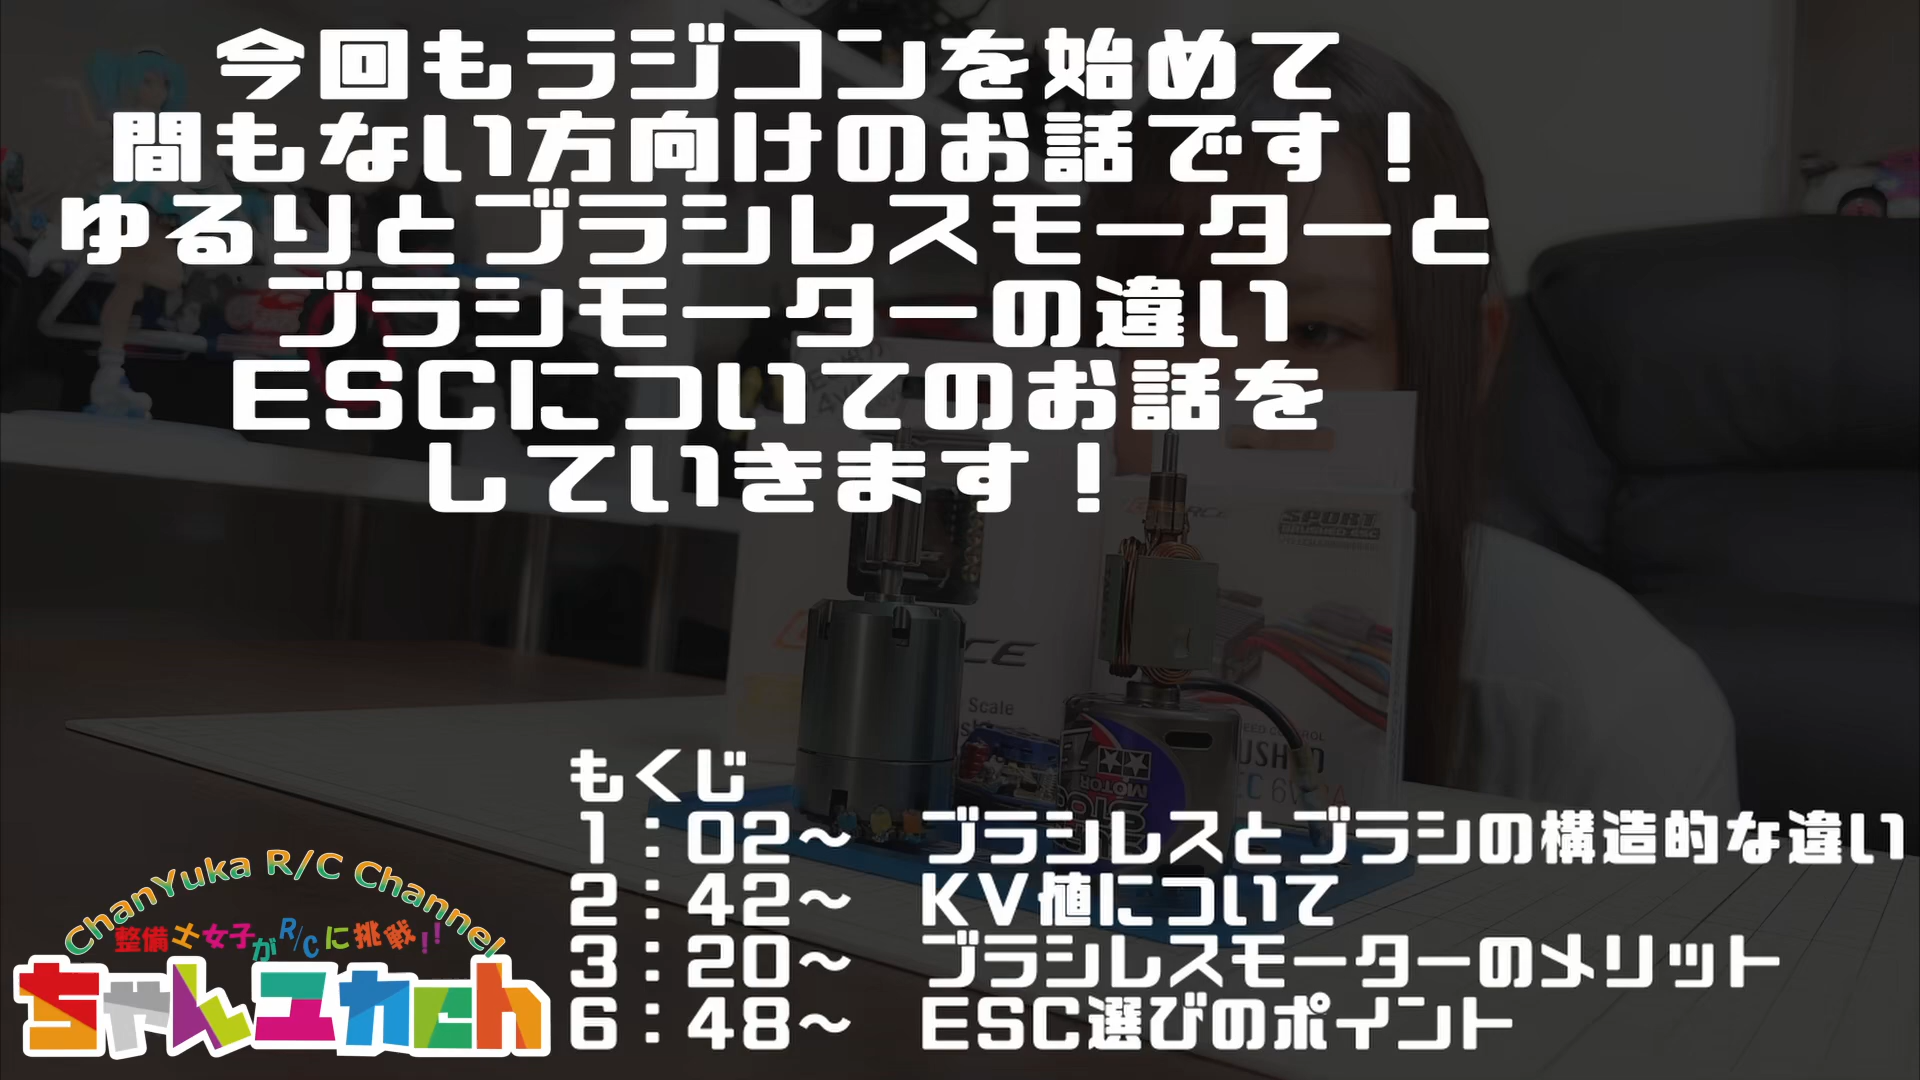 今回もラジコンを始めて
間もない方向けのお話です！
ゆるりとブラシレスモーターと
ブラシモーターの違い
ESCについてのお話を
していきます！
SPORT
BRUSHED ESC
Scale
もくじ
1：02～ ブラシレスとブラシの構造的な違い
2：42～ KV値について
3：20～ ブラシレスモーターのメリット
6：48～ ESC選びのポイント
ChanYuka R/C Channel
整備士女子がR/Cに挑戦!!
ちゃんユカch